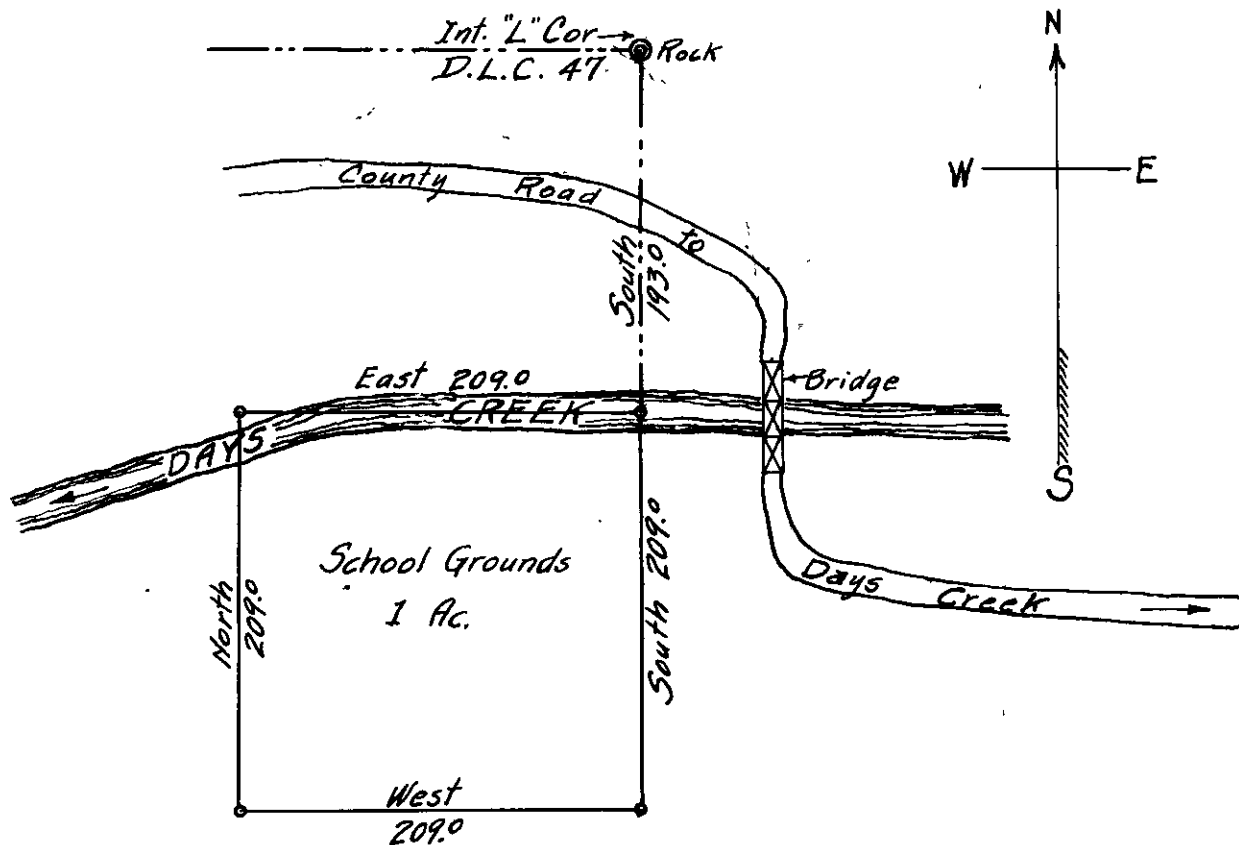 Int. "L" Cor
Rock
D.L.C. 47
N
W
E
S
County Road to
South
193.0
Bridge
East 209.0
DAYS CREEK
School Grounds
1 Ac.
North
209.0
South 209.0
Days Creek
West
209.0